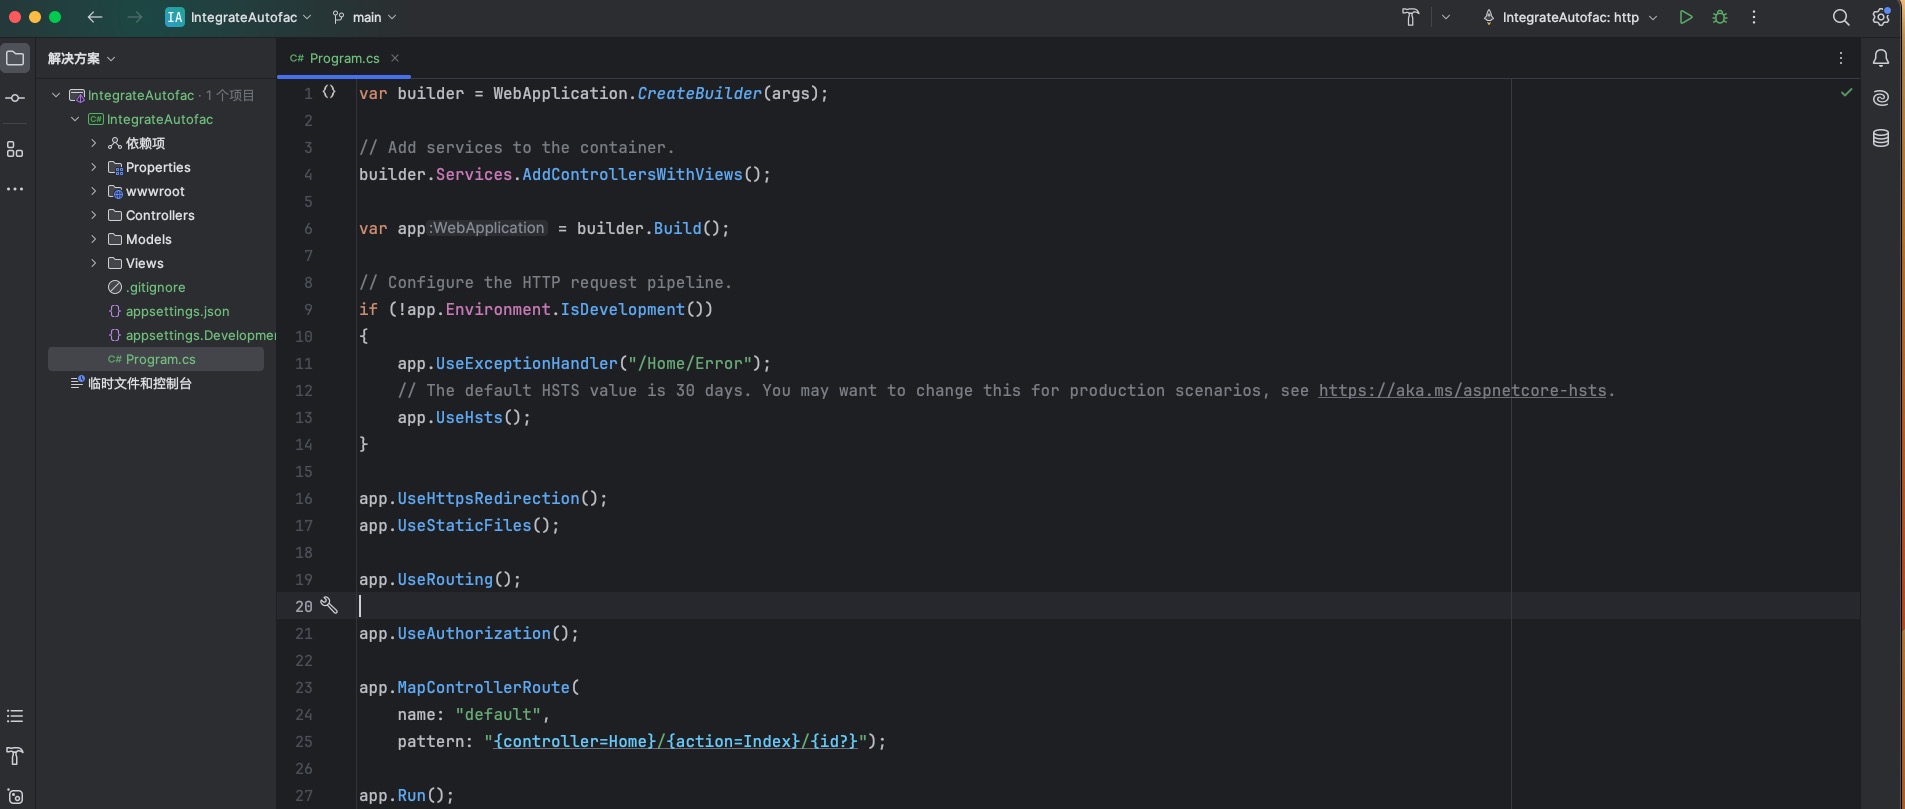 IA IntegrateAutofac main IntegrateAutofac: http
解决方案
C# Program.cs
IntegrateAutofac · 1 个项目
C# IntegrateAutofac
依赖项
Properties
wwwroot
Controllers
Models
Views
.gitignore
{} appsettings.json
{} appsettings.Developmen
C# Program.cs
临时文件和控制台
1 var builder = WebApplication.CreateBuilder(args);
2
3 // Add services to the container.
4 builder.Services.AddControllersWithViews();
5
6 var app :WebApplication = builder.Build();
7
8 // Configure the HTTP request pipeline.
9 if (!app.Environment.IsDevelopment())
10 {
11     app.UseExceptionHandler("/Home/Error");
12     // The default HSTS value is 30 days. You may want to change this for production scenarios, see https://aka.ms/aspnetcore-hsts.
13     app.UseHsts();
14 }
15
16 app.UseHttpsRedirection();
17 app.UseStaticFiles();
18
19 app.UseRouting();
20
21 app.UseAuthorization();
22
23 app.MapControllerRoute(
24     name: "default",
25     pattern: "{controller=Home}/{action=Index}/{id?}");
26
27 app.Run();